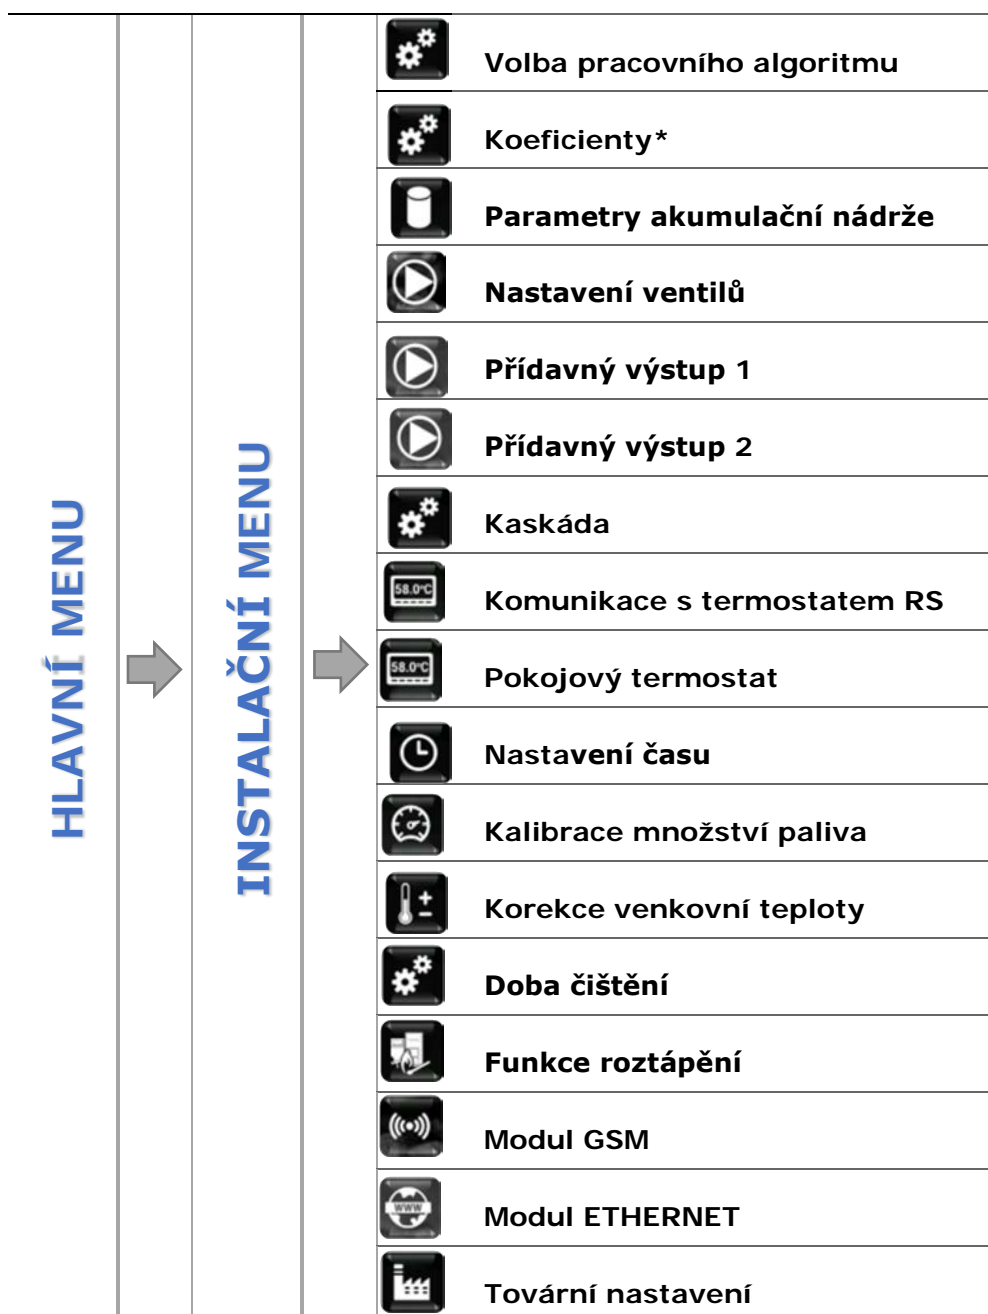 HLAVNÍ MENU
INSTALAČNÍ MENU
Volba pracovního algoritmu
Koeficienty*
Parametry akumulační nádrže
Nastavení ventilů
Přídavný výstup 1
Přídavný výstup 2
Kaskáda
58.0°C
Komunikace s termostatem RS
58.0°C
Pokojový termostat
Nastavení času
Kalibrace množství paliva
Korekce venkovní teploty
Doba čištění
Funkce roztápění
Modul GSM
WWW
Modul ETHERNET
Tovární nastavení